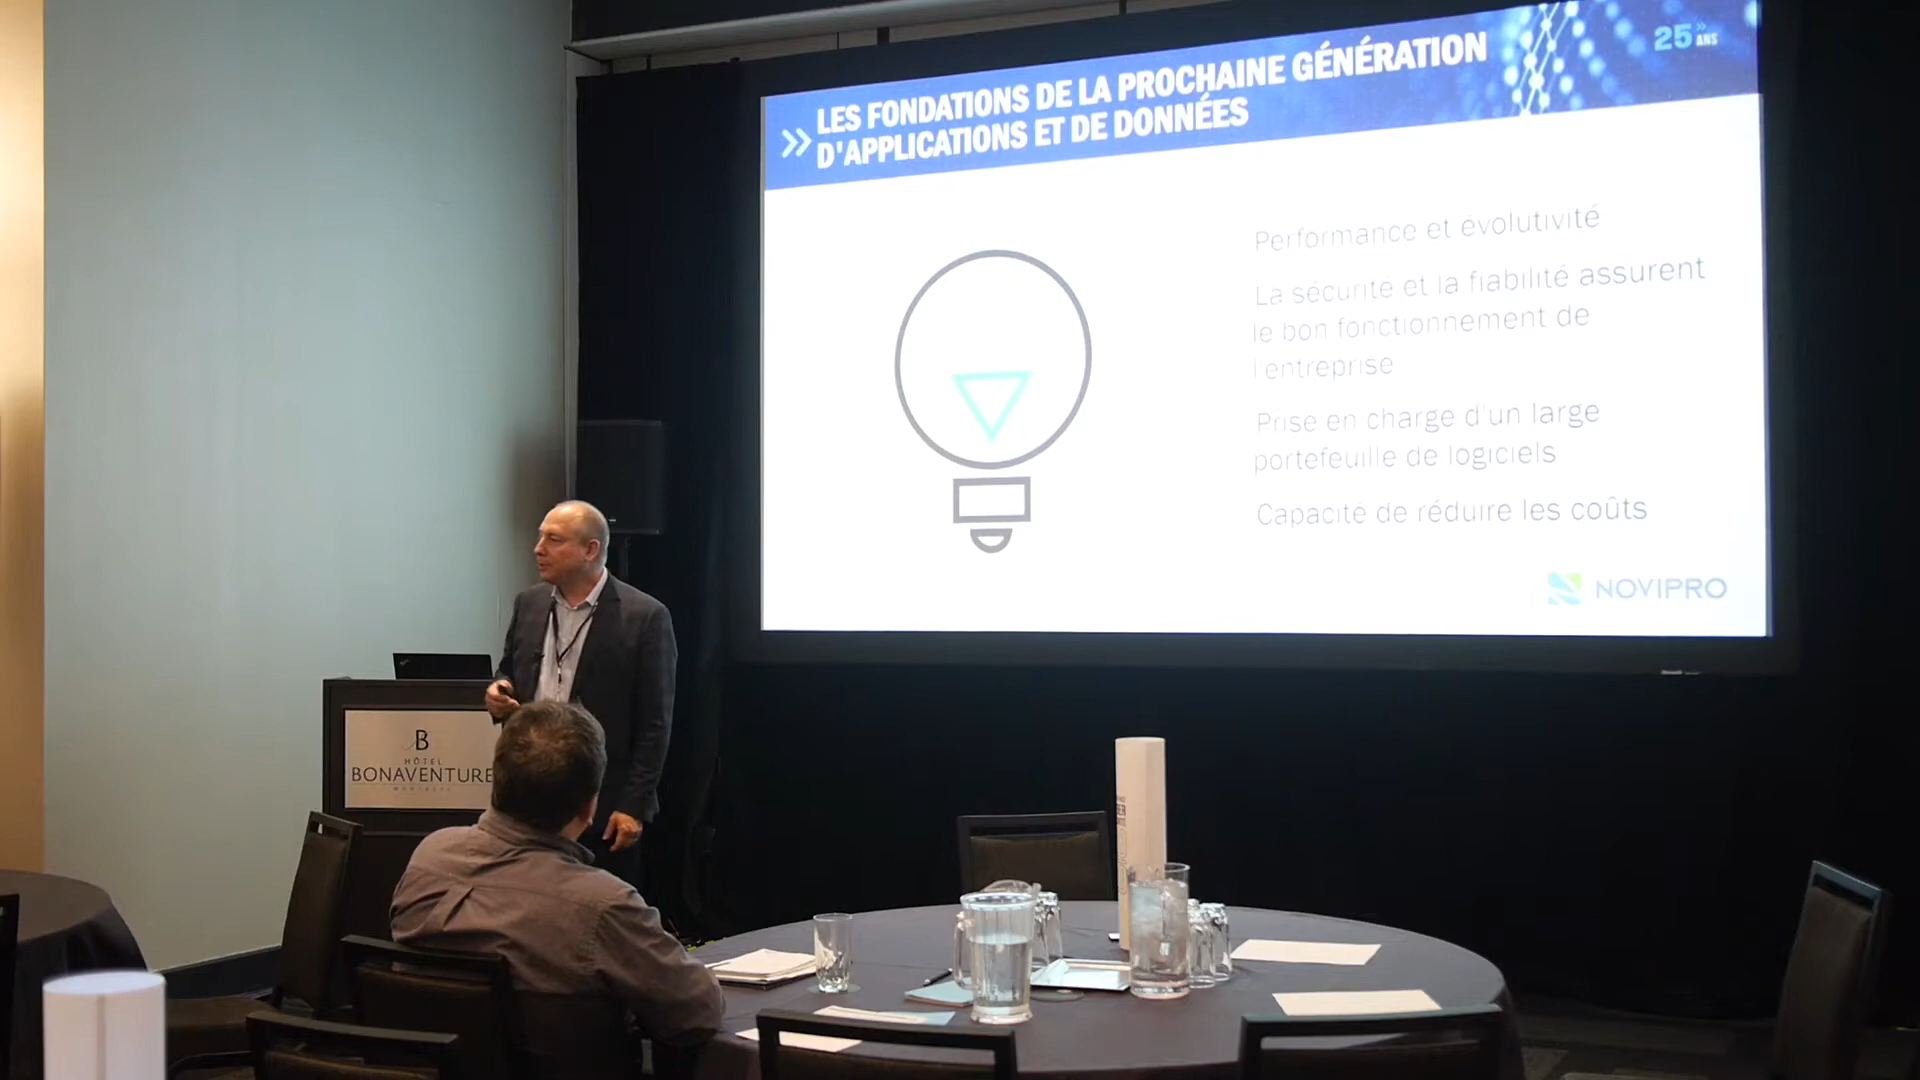 LES FONDATIONS DE LA PROCHAINE GÉNÉRATION
D'APPLICATIONS ET DE DONNÉES
25 ANS
Performance et évolutivité
La sécurité et la fiabilité assurent
le bon fonctionnement de
l'entreprise
Prise en charge d'un large
portefeuille de logiciels
Capacité de réduire les coûts
NOVIPRO
B
HÔTEL
BONAVENTURE
MONTRÉAL